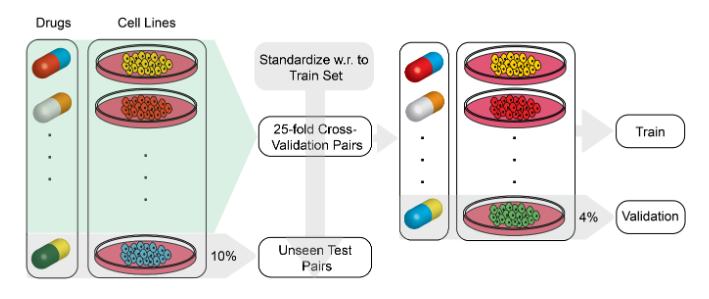 Drugs
Cell Lines
Standardize w.r. to
Train Set
25-fold Cross-
Validation Pairs
10%
Unseen Test
Pairs
Train
4%
Validation